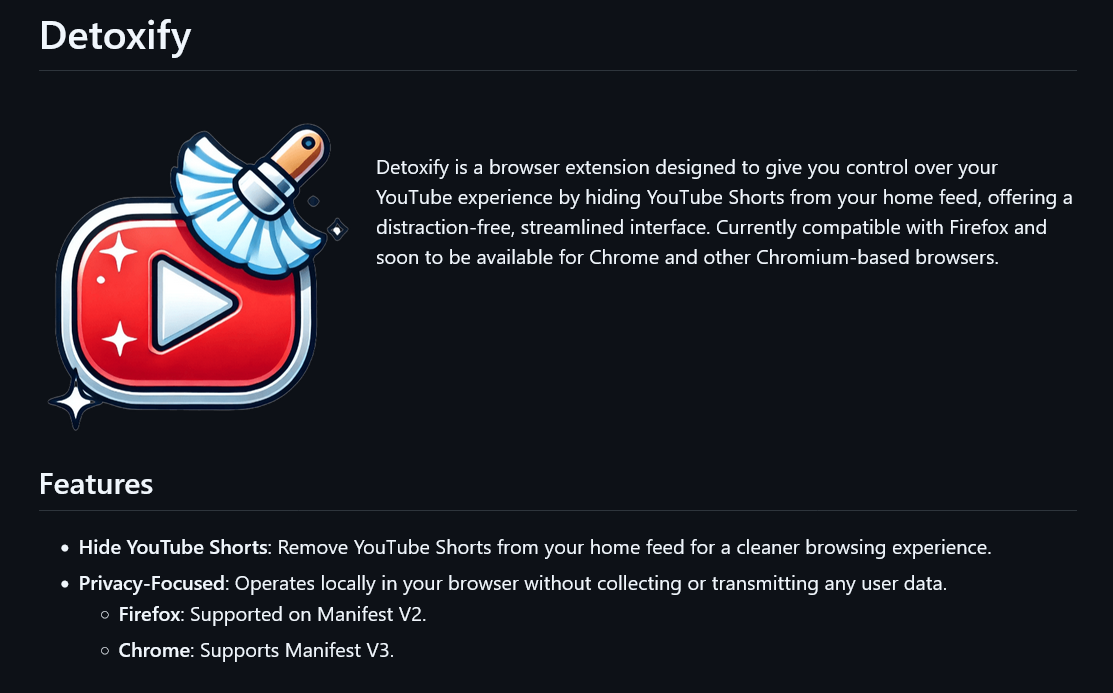 Detoxify
Detoxify is a browser extension designed to give you control over your
YouTube experience by hiding YouTube Shorts from your home feed, offering a
distraction-free, streamlined interface. Currently compatible with Firefox and
soon to be available for Chrome and other Chromium-based browsers.
Features
• Hide YouTube Shorts: Remove YouTube Shorts from your home feed for a cleaner browsing experience.
• Privacy-Focused: Operates locally in your browser without collecting or transmitting any user data.
○ Firefox: Supported on Manifest V2.
○ Chrome: Supports Manifest V3.